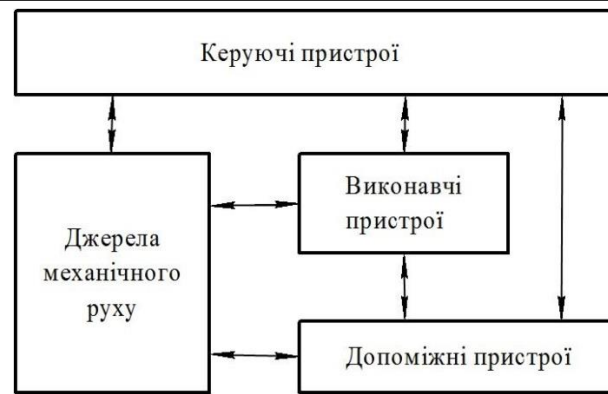 Керуючі пристрої
Джерела
механічного
руху
Виконавчі
пристрої
Допоміжні пристрої